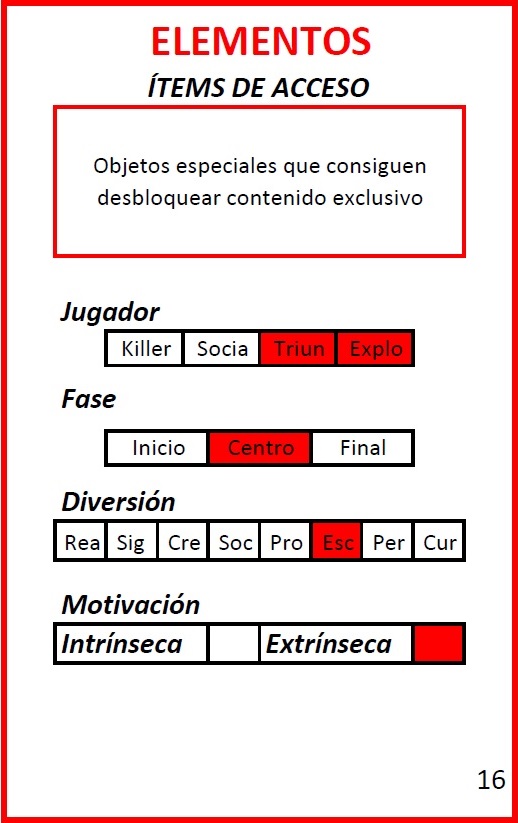 ELEMENTOS
ÍTEMS DE ACCESO
Objetos especiales que consiguen
desbloquear contenido exclusivo
Jugador
Killer Socia Triun Explo
Fase
Inicio Centro Final
Diversión
Rea Sig Cre Soc Pro Esc Per Cur
Motivación
Intrínseca Extrínseca
16